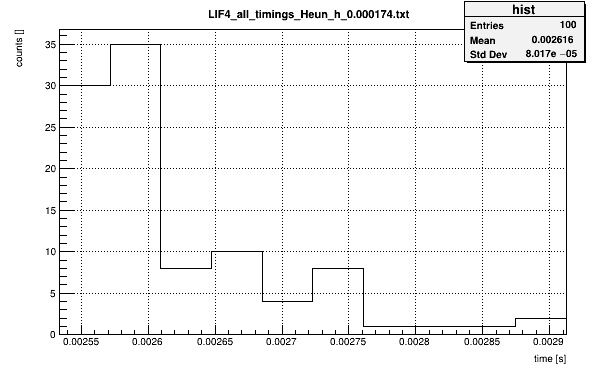 LIF4_all_timings_Heun_h_0.000174.txt
hist
Entries 100
Mean 0.002616
Std Dev 8.017e −05
counts []
35
30
25
20
15
10
5
0
0.00255 0.0026 0.00265 0.0027 0.00275 0.0028 0.00285 0.0029
time [s]